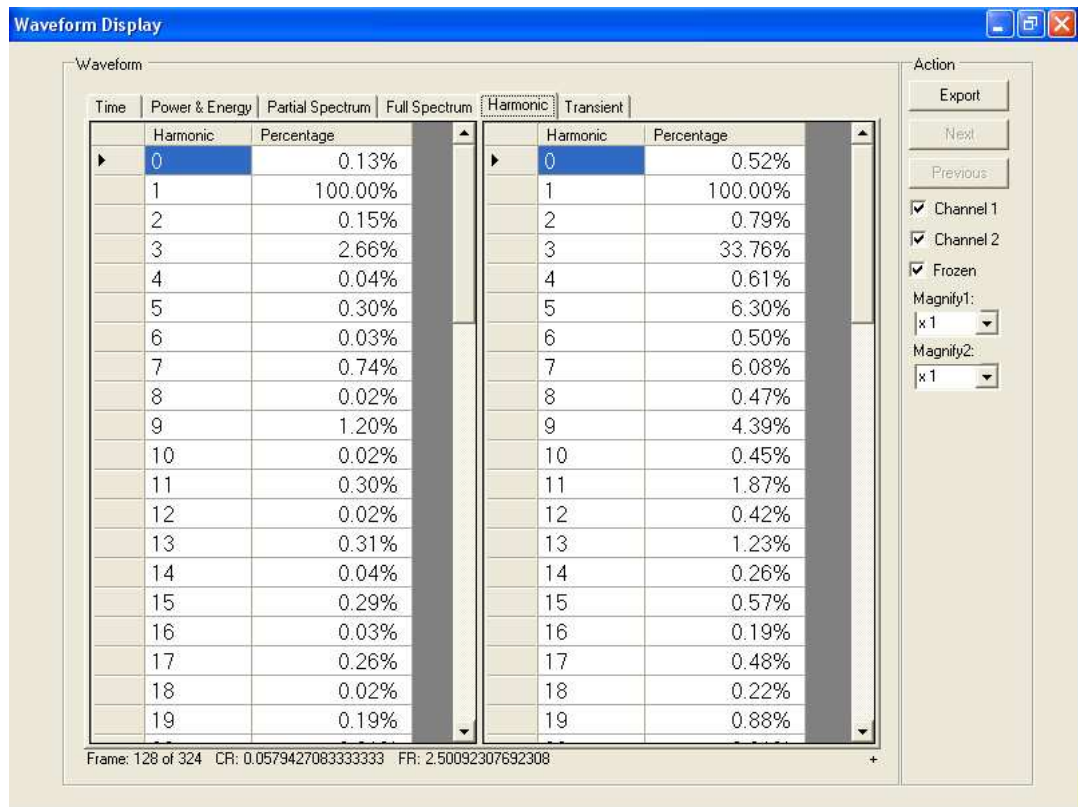 Waveform Display
Waveform
Time Power & Energy Partial Spectrum Full Spectrum Harmonic Transient
Harmonic Percentage Harmonic Percentage
0 0.13% 0 0.52%
1 100.00% 1 100.00%
2 0.15% 2 0.79%
3 2.66% 3 33.76%
4 0.04% 4 0.61%
5 0.30% 5 6.30%
6 0.03% 6 0.50%
7 0.74% 7 6.08%
8 0.02% 8 0.47%
9 1.20% 9 4.39%
10 0.02% 10 0.45%
11 0.30% 11 1.87%
12 0.02% 12 0.42%
13 0.31% 13 1.23%
14 0.04% 14 0.26%
15 0.29% 15 0.57%
16 0.03% 16 0.19%
17 0.26% 17 0.48%
18 0.02% 18 0.22%
19 0.19% 19 0.88%
Frame: 128 of 324 CR: 0.0579427083333333 FR: 2.50092307692308 +
Action
Export
Next
Previous
Channel 1
Channel 2
Frozen
Magnify1:
x 1
Magnify2:
x 1